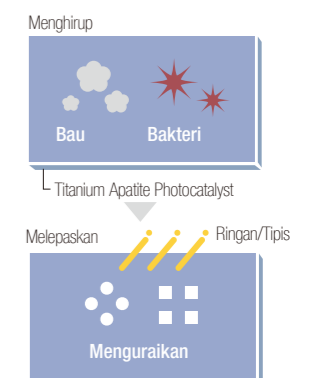 Menghirup
Bau Bakteri
Titanium Apatite Photocatalyst
Melepaskan Ringan/Tipis
Menguraikan